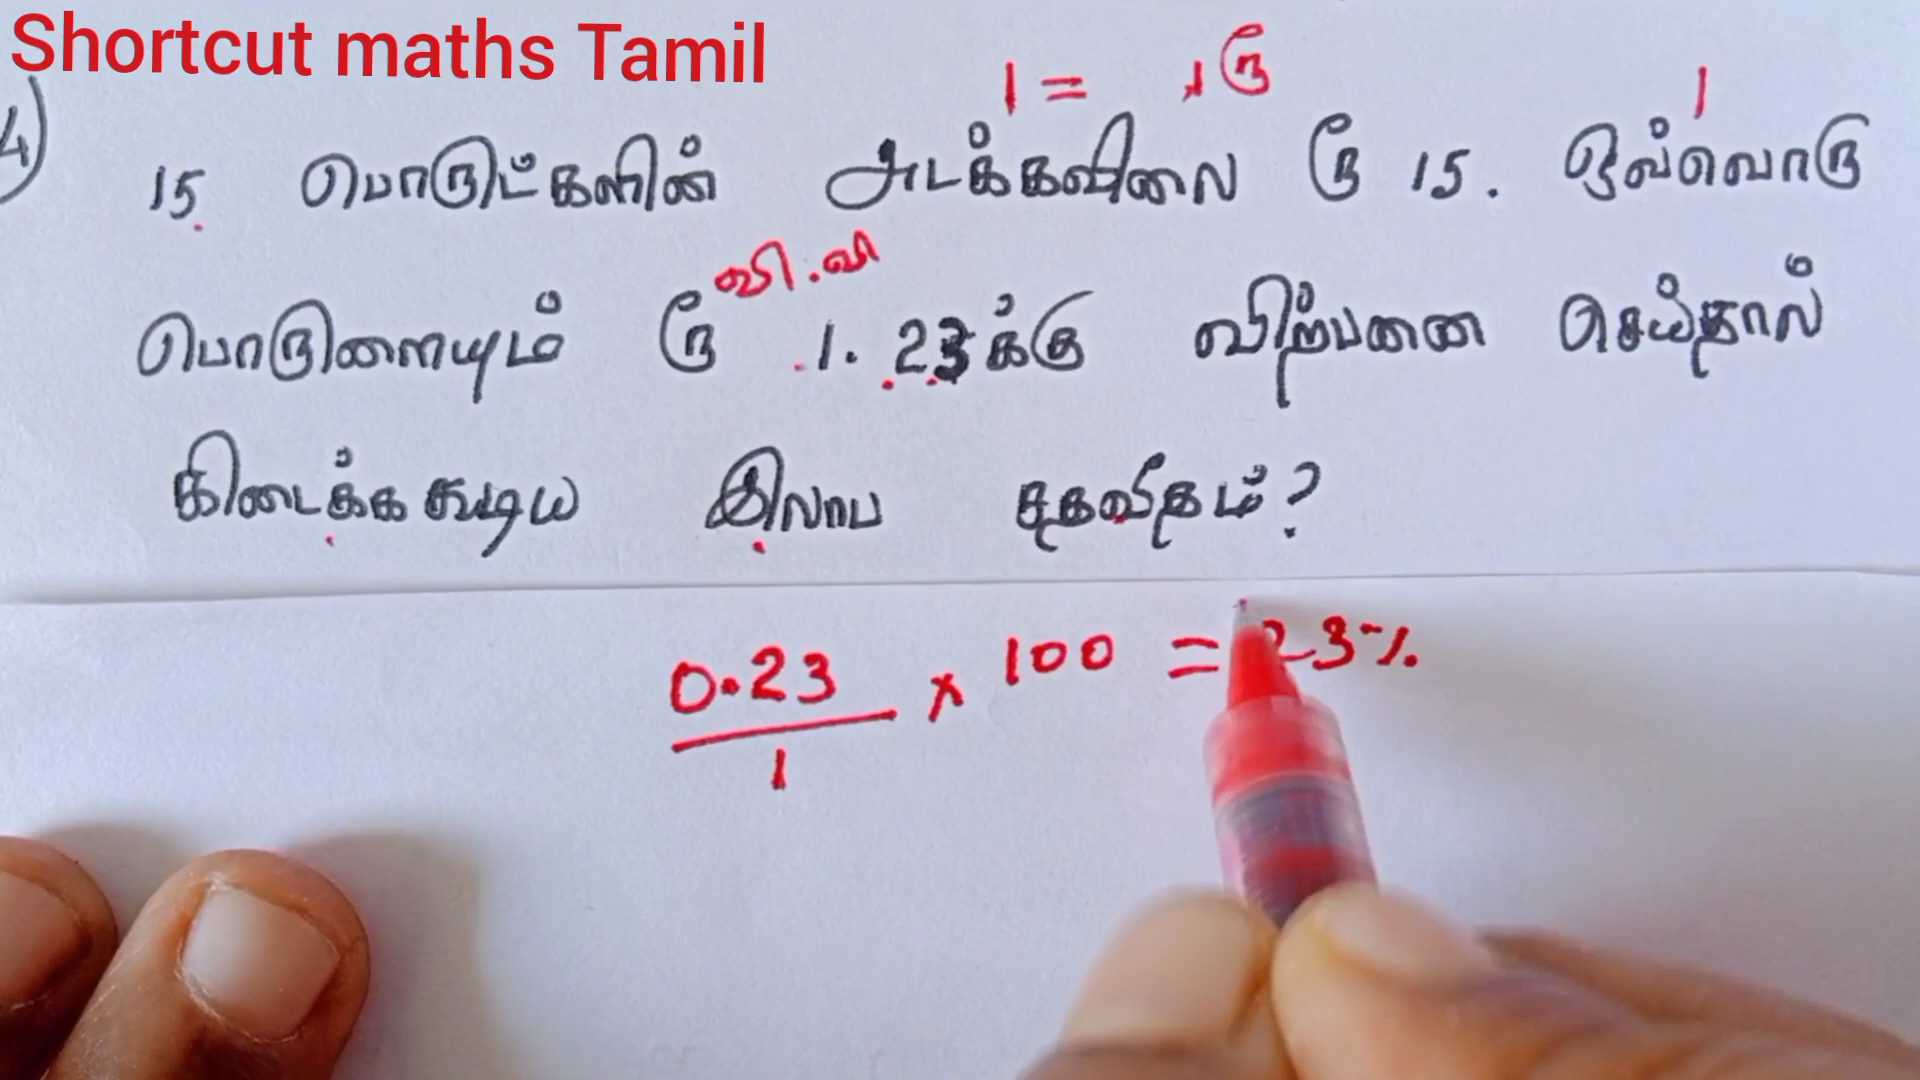 Shortcut maths Tamil
1 = 1 ரூ 1
4)
15 பொருட்களின் அடக்கவிலை ரூ 15. ஒவ்வொரு
வி.வி
பொருளையும் ரூ 1.23க்கு விற்பனை செய்தால்
கிடைக்ககூடிய இலாப சதவீதம்?
0.23
1
× 100 = 23%